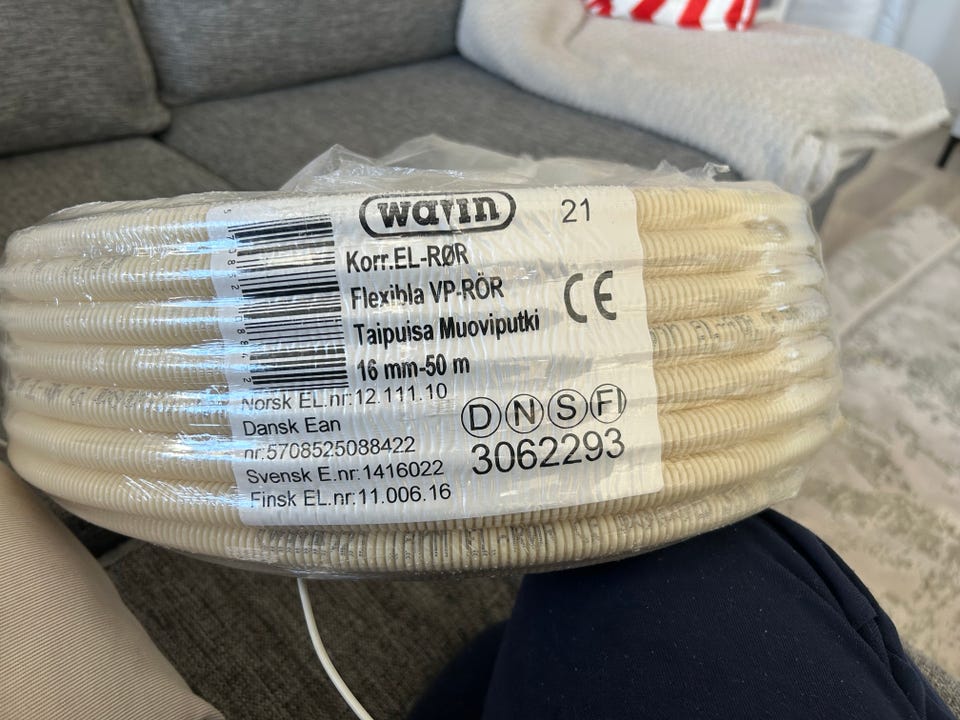 wavin
21
Korr.EL-RØR
Flexibla VP-RÖR
CE
Taipuisa Muoviputki
16 mm-50 m
Norsk EL.nr:12.111.10
Dansk Ean
nr:5708525088422
Svensk E.nr:1416022
Finsk EL.nr:11.006.16
D N S FI
3062293